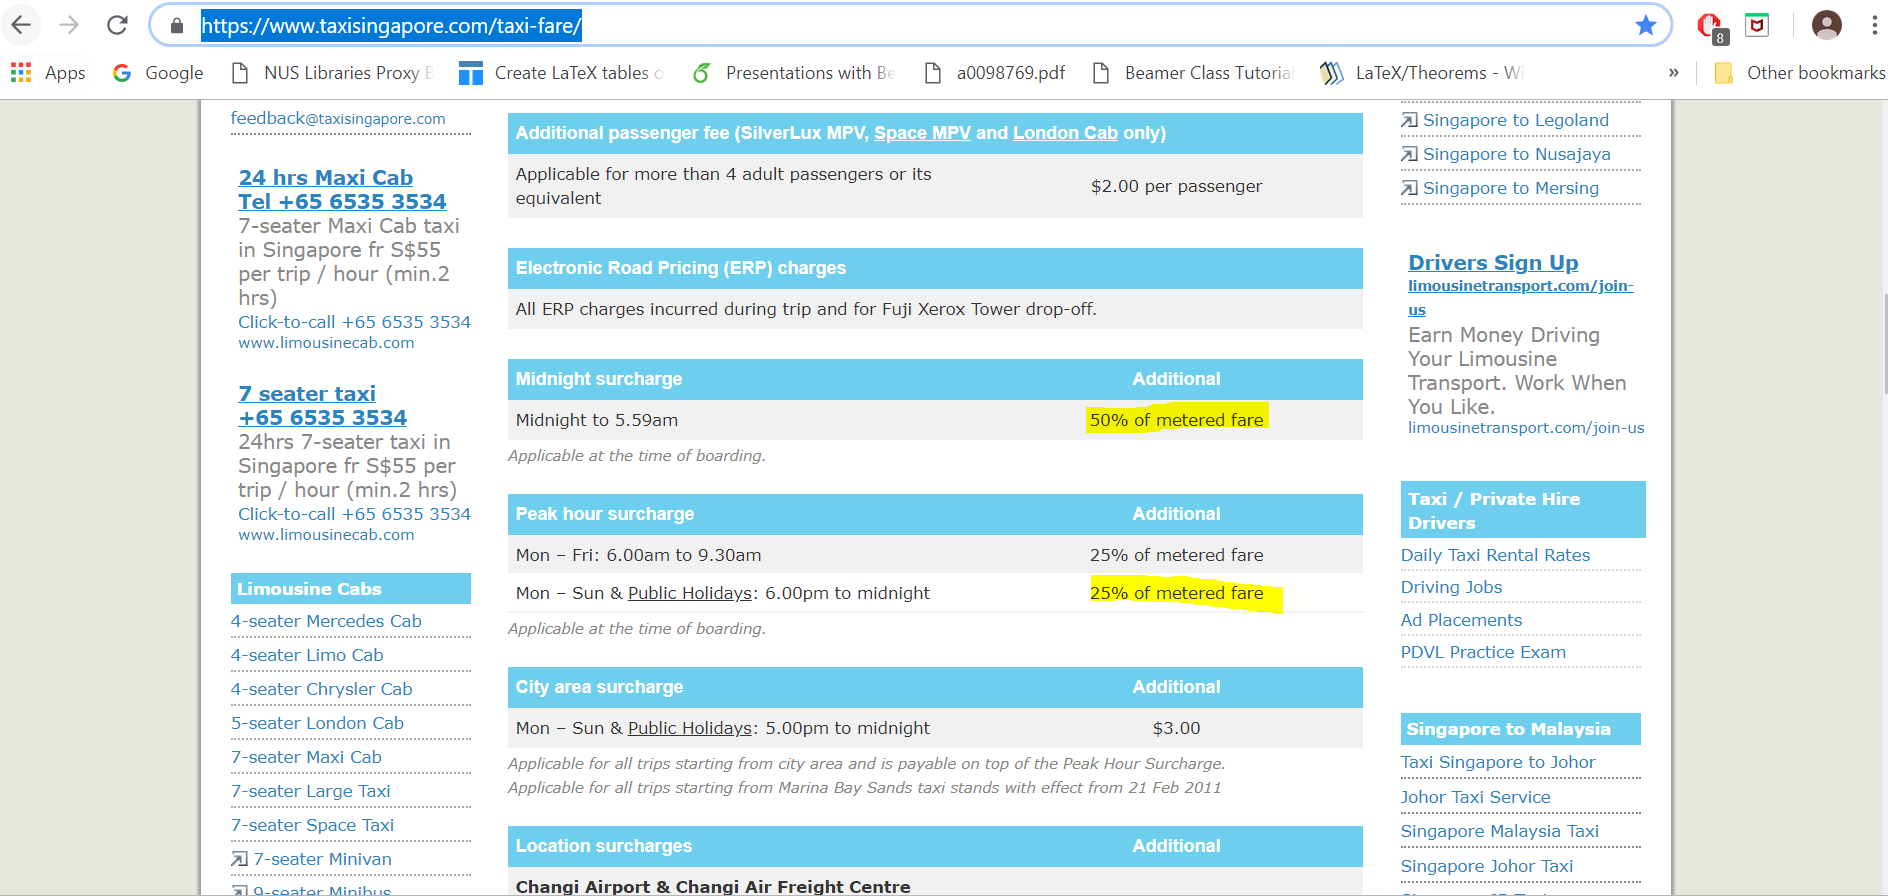 https://www.taxisingapore.com/taxi-fare/
8
Apps
Google
NUS Libraries Proxy B
Create LaTeX tables o
Presentations with Be
a0098769.pdf
Beamer Class Tutorial
LaTeX/Theorems - Wi
»
Other bookmarks
feedback@taxisingapore.com
24 hrs Maxi Cab
Tel +65 6535 3534
7-seater Maxi Cab taxi
in Singapore fr S$55
per trip / hour (min.2
hrs)
Click-to-call +65 6535 3534
www.limousinecab.com
7 seater taxi
+65 6535 3534
24hrs 7-seater taxi in
Singapore fr S$55 per
trip / hour (min.2 hrs)
Click-to-call +65 6535 3534
www.limousinecab.com
Limousine Cabs
4-seater Mercedes Cab
4-seater Limo Cab
4-seater Chrysler Cab
5-seater London Cab
7-seater Maxi Cab
7-seater Large Taxi
7-seater Space Taxi
7-seater Minivan
9-seater Minibus
Additional passenger fee (SilverLux MPV, Space MPV and London Cab only)
Applicable for more than 4 adult passengers or its
equivalent
$2.00 per passenger
Electronic Road Pricing (ERP) charges
All ERP charges incurred during trip and for Fuji Xerox Tower drop-off.
Midnight surcharge Additional
Midnight to 5.59am 50% of metered fare
Applicable at the time of boarding.
Peak hour surcharge Additional
Mon – Fri: 6.00am to 9.30am 25% of metered fare
Mon – Sun & Public Holidays: 6.00pm to midnight 25% of metered fare
Applicable at the time of boarding.
City area surcharge Additional
Mon – Sun & Public Holidays: 5.00pm to midnight $3.00
Applicable for all trips starting from city area and is payable on top of the Peak Hour Surcharge.
Applicable for all trips starting from Marina Bay Sands taxi stands with effect from 21 Feb 2011
Location surcharges Additional
Changi Airport & Changi Air Freight Centre
Singapore to Legoland
Singapore to Nusajaya
Singapore to Mersing
Drivers Sign Up
limousinetransport.com/join-
us
Earn Money Driving
Your Limousine
Transport. Work When
You Like.
limousinetransport.com/join-us
Taxi / Private Hire
Drivers
Daily Taxi Rental Rates
Driving Jobs
Ad Placements
PDVL Practice Exam
Singapore to Malaysia
Taxi Singapore to Johor
Johor Taxi Service
Singapore Malaysia Taxi
Singapore Johor Taxi